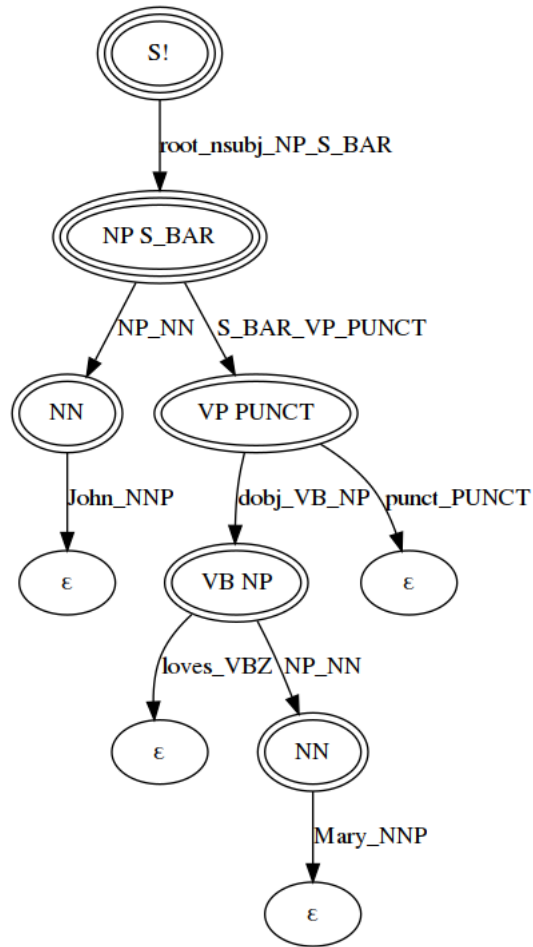 S!
root_nsubj_NP_S_BAR
NP S_BAR
NP_NN S_BAR_VP_PUNCT
NN VP PUNCT
John_NNP dobj_VB_NP punct_PUNCT
ε VB NP ε
loves_VBZ NP_NN
ε NN
Mary_NNP
ε